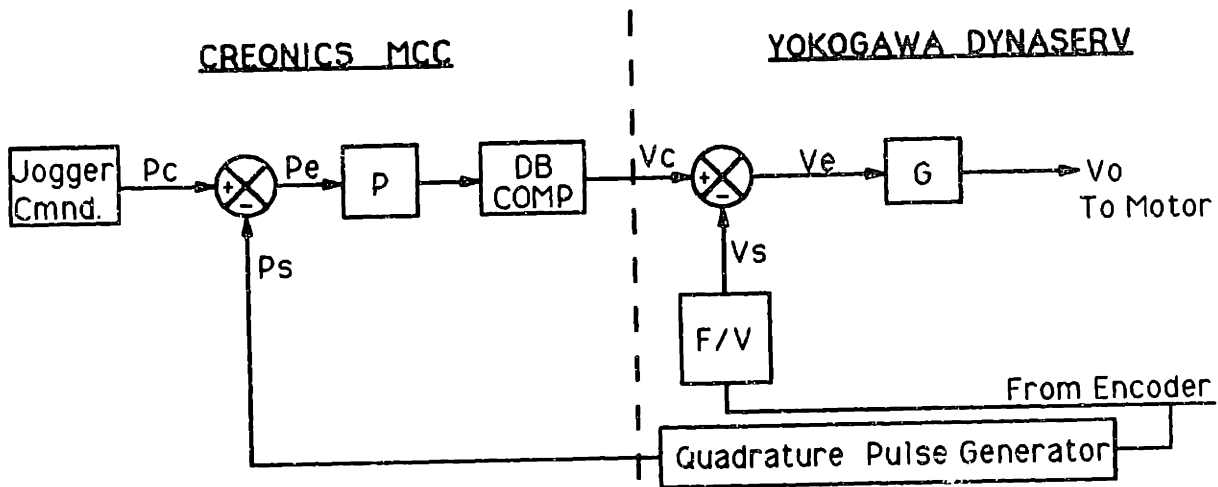 CREONICS MCC
YOKOGAWA DYNASERV
Jogger
Cmnd.
Pc
+
-
Pe
P
DB
COMP
Vc
+
-
Ve
G
Vo
To Motor
Ps
Vs
F/V
From Encoder
Quadrature Pulse Generator